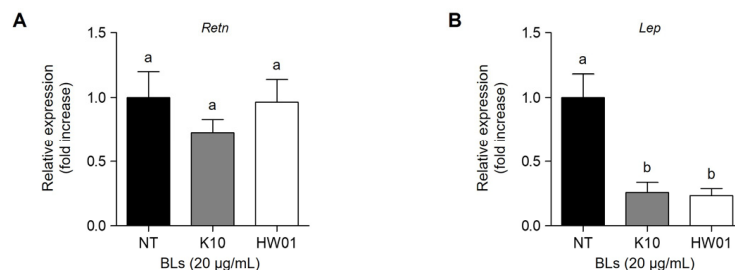 A
Retn
Relative expression
(fold increase)
1.5
1.0
0.5
0.0
a
a
a
NT
K10
HW01
BLs (20 µg/mL)
B
Lep
Relative expression
(fold increase)
1.5
1.0
0.5
0.0
a
b
b
NT
K10
HW01
BLs (20 µg/mL)